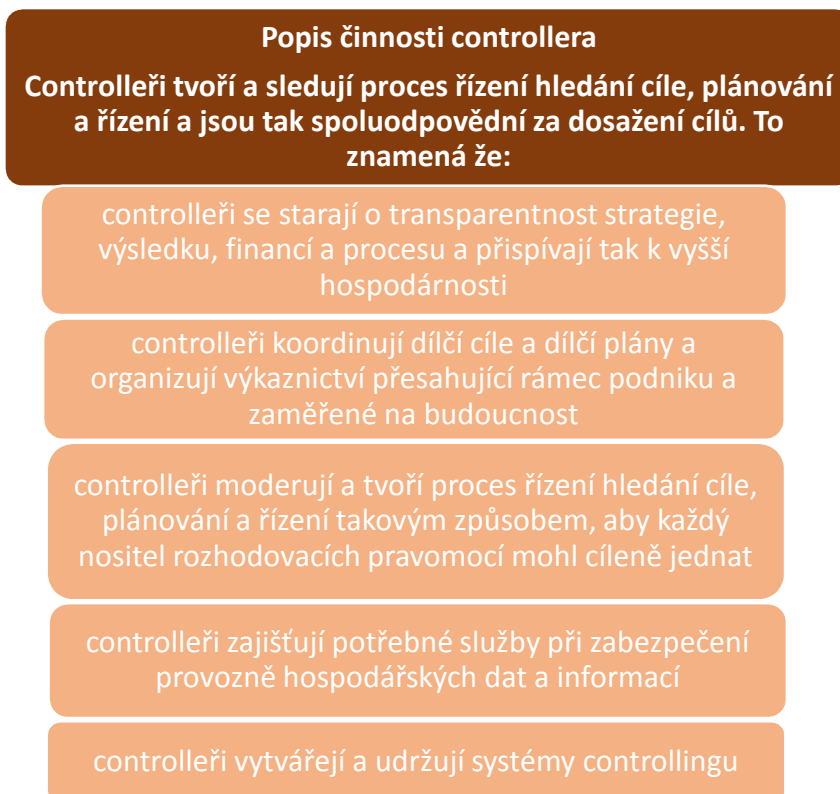 Popis činnosti controllera
Controlleři tvoří a sledují proces řízení hledání cíle, plánování
a řízení a jsou tak spoluodpovědní za dosažení cílů. To
znamená že:
controlleři se starají o transparentnost strategie,
výsledku, financí a procesu a přispívají tak k vyšší
hospodárnosti
controlleři koordinují dílčí cíle a dílčí plány a
organizují výkaznictví přesahující rámec podniku a
zaměřené na budoucnost
controlleři moderují a tvoří proces řízení hledání cíle,
plánování a řízení takovým způsobem, aby každý
nositel rozhodovacích pravomocí mohl cíleně jednat
controlleři zajišťují potřebné služby při zabezpečení
provozně hospodářských dat a informací
controlleři vytvářejí a udržují systémy controllingu